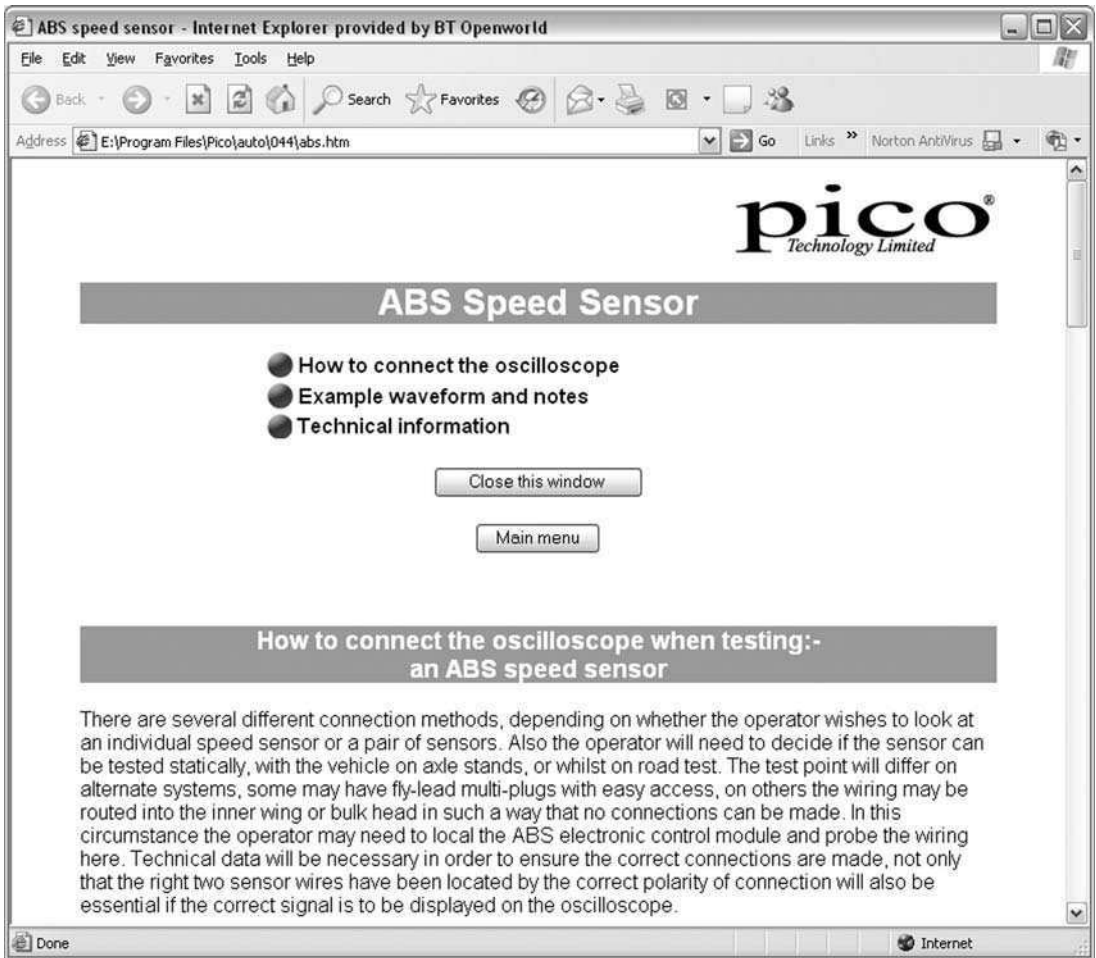 ABS speed sensor - Internet Explorer provided by BT Openworld
File Edit View Favorites Tools Help
Back Search Favorites
Address E:\Program Files\Pico\auto\044\abs.htm Go Links » Norton AntiVirus
pico®
Technology Limited
ABS Speed Sensor
How to connect the oscilloscope
Example waveform and notes
Technical information
Close this window
Main menu
How to connect the oscilloscope when testing:-
an ABS speed sensor
There are several different connection methods, depending on whether the operator wishes to look at
an individual speed sensor or a pair of sensors. Also the operator will need to decide if the sensor can
be tested statically, with the vehicle on axle stands, or whilst on road test. The test point will differ on
alternate systems, some may have fly-lead multi-plugs with easy access, on others the wiring may be
routed into the inner wing or bulk head in such a way that no connections can be made. In this
circumstance the operator may need to local the ABS electronic control module and probe the wiring
here. Technical data will be necessary in order to ensure the correct connections are made, not only
that the right two sensor wires have been located by the correct polarity of connection will also be
essential if the correct signal is to be displayed on the oscilloscope.
Done Internet